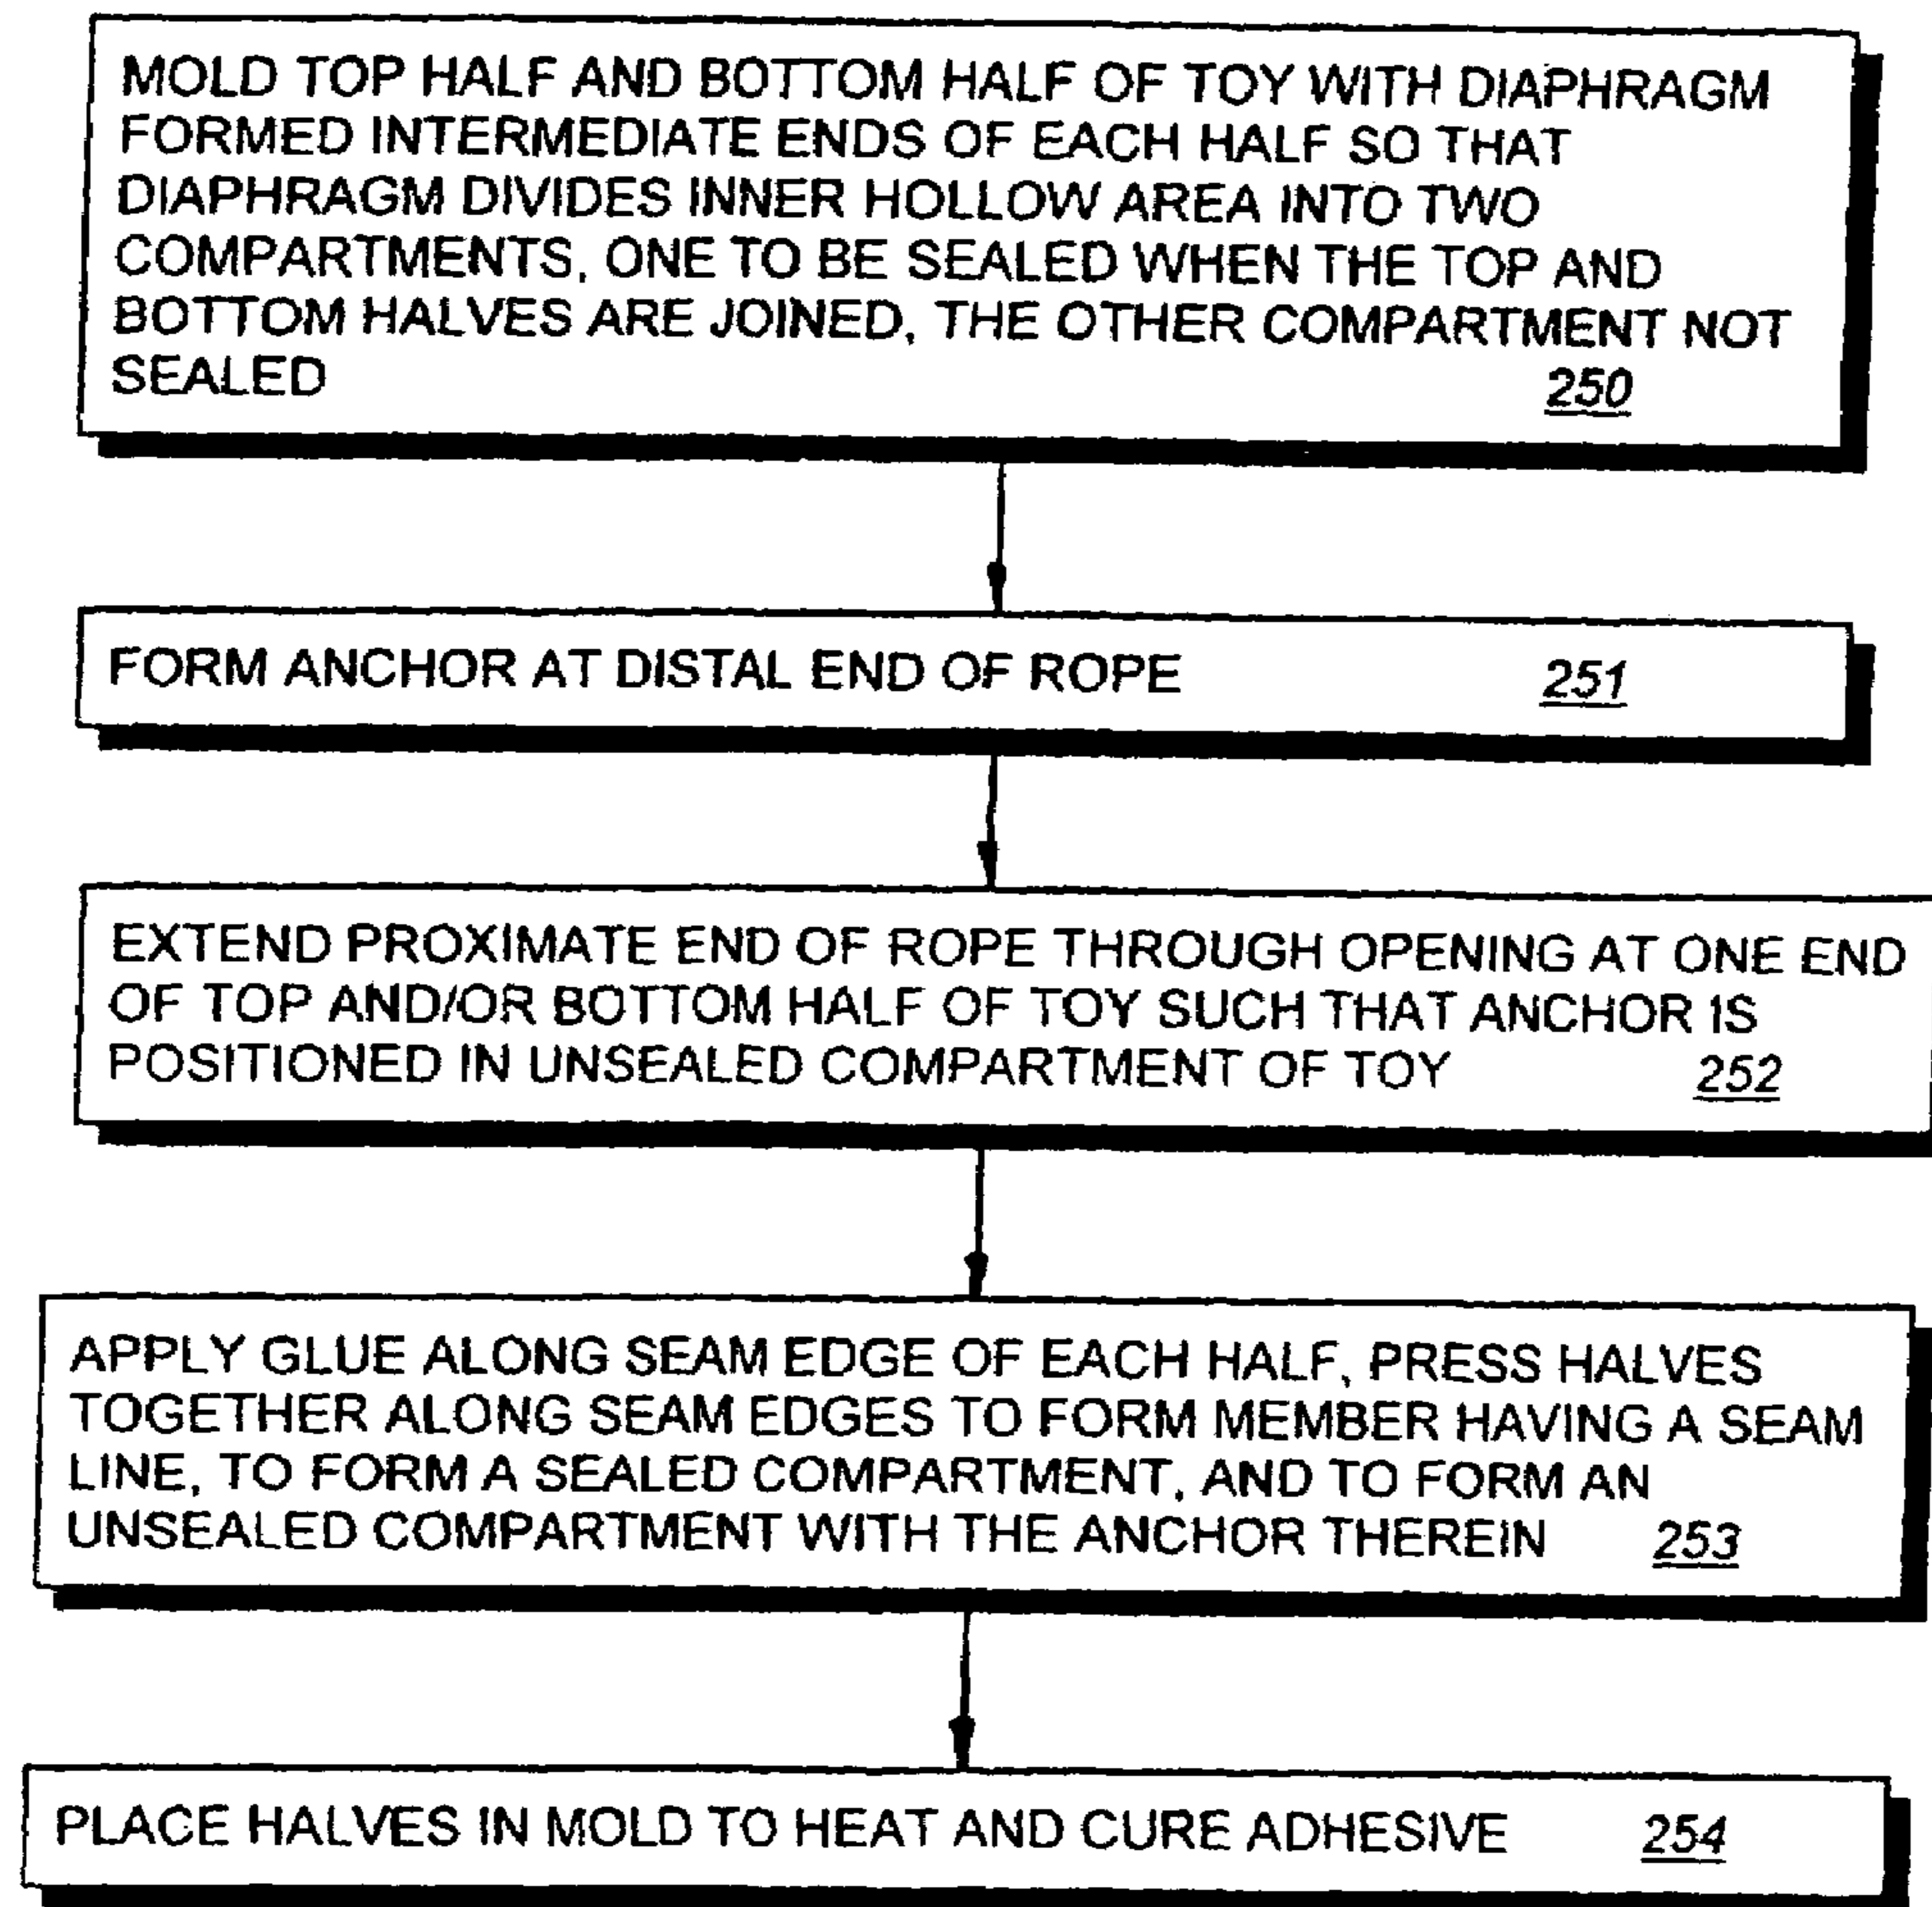 MOLD TOP HALF AND BOTTOM HALF OF TOY WITH DIAPHRAGM
FORMED INTERMEDIATE ENDS OF EACH HALF SO THAT
DIAPHRAGM DIVIDES INNER HOLLOW AREA INTO TWO
COMPARTMENTS, ONE TO BE SEALED WHEN THE TOP AND
BOTTOM HALVES ARE JOINED, THE OTHER COMPARTMENT NOT
SEALED 250
FORM ANCHOR AT DISTAL END OF ROPE 251
EXTEND PROXIMATE END OF ROPE THROUGH OPENING AT ONE END
OF TOP AND/OR BOTTOM HALF OF TOY SUCH THAT ANCHOR IS
POSITIONED IN UNSEALED COMPARTMENT OF TOY 252
APPLY GLUE ALONG SEAM EDGE OF EACH HALF, PRESS HALVES
TOGETHER ALONG SEAM EDGES TO FORM MEMBER HAVING A SEAM
LINE, TO FORM A SEALED COMPARTMENT, AND TO FORM AN
UNSEALED COMPARTMENT WITH THE ANCHOR THEREIN 253
PLACE HALVES IN MOLD TO HEAT AND CURE ADHESIVE 254